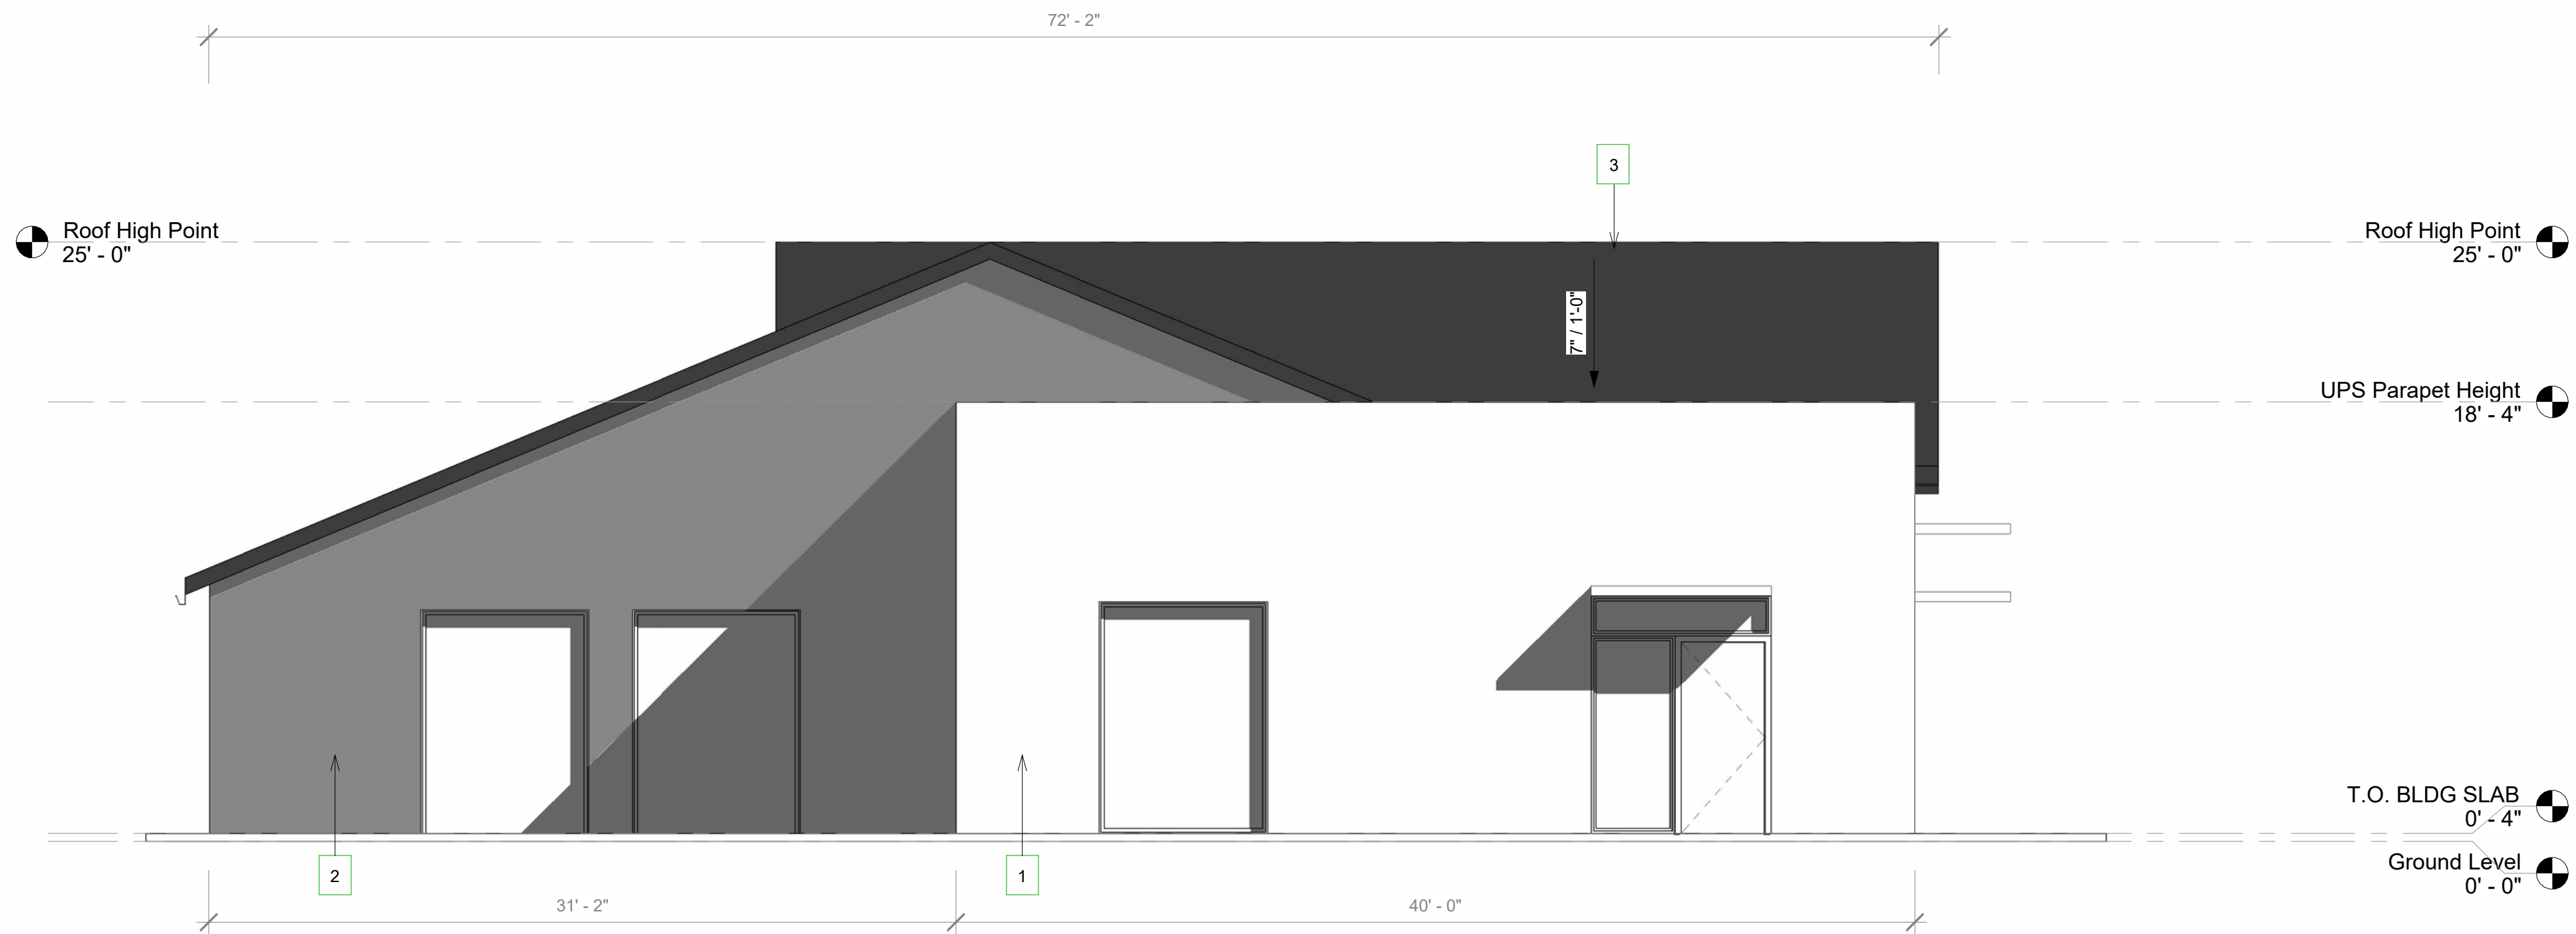 72' - 2"
3
Roof High Point
25' - 0"
Roof High Point
25' - 0"
7" / 1'-0"
UPS Parapet Height
18' - 4"
T.O. BLDG SLAB
0' - 4"
Ground Level
0' - 0"
2
1
31' - 2"
40' - 0"